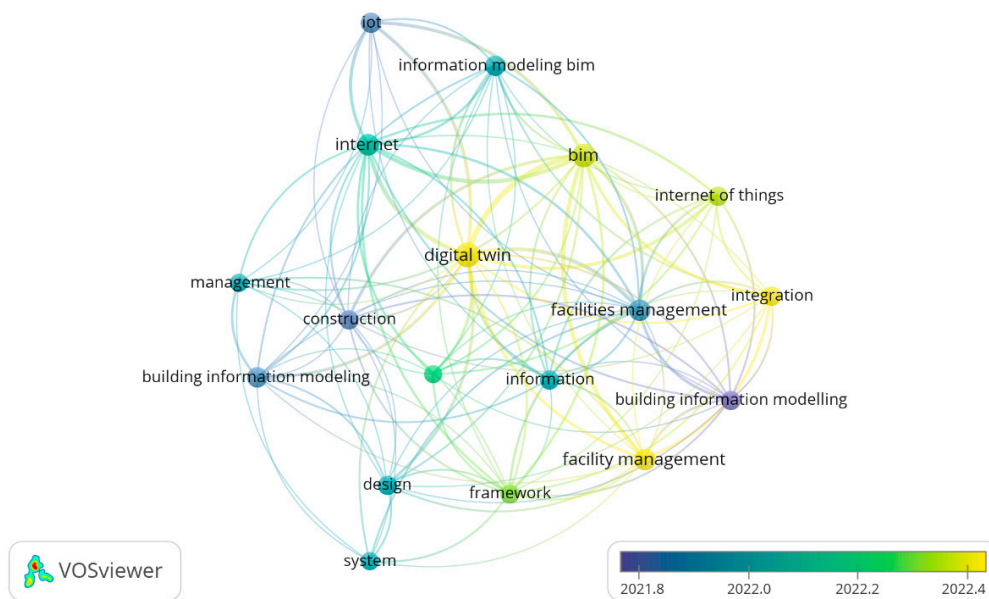 iot
information modeling bim
internet
bim
internet of things
digital twin
management
integration
facilities management
construction
building information modeling
information
building information modelling
facility management
design
framework
system
VOSviewer
2021.8
2022.0
2022.2
2022.4